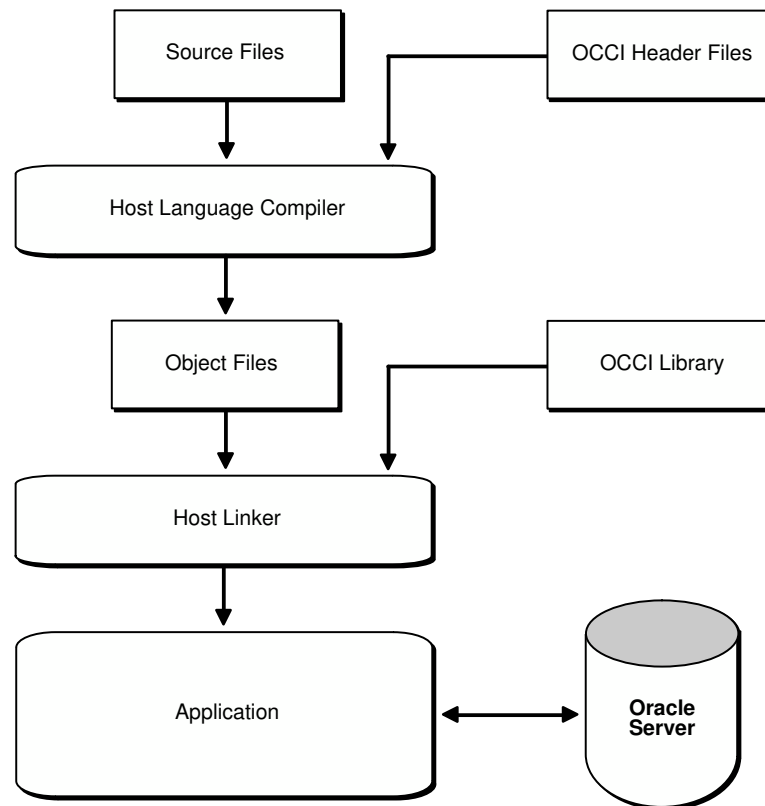 Source Files
OCCI Header Files
Host Language Compiler
Object Files
OCCI Library
Host Linker
Application
Oracle
Server